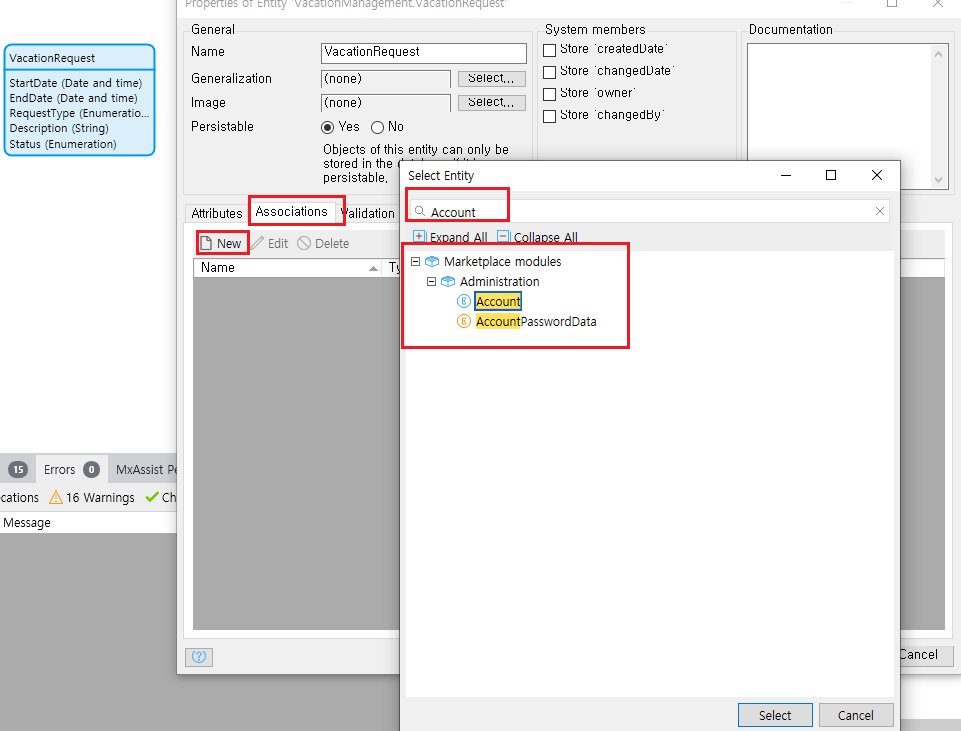 Properties of Entity 'VacationManagement.VacationRequest'
VacationRequest
StartDate (Date and time)
EndDate (Date and time)
RequestType (Enumeratio...
Description (String)
Status (Enumeration)
General
Name
VacationRequest
Generalization
(none)
Select...
Image
(none)
Select...
Persistable
Yes
No
Objects of this entity can only be
stored in the
persistable.
System members
Store 'createdDate'
Store 'changedDate'
Store 'owner'
Store 'changedBy'
Documentation
Attributes
Associations
Validation
New
Edit
Delete
Name
Ty
Select Entity
Account
Expand All
Collapse All
Marketplace modules
Administration
E Account
E AccountPasswordData
Select
Cancel
Cancel
?
15
Errors
0
MxAssist Pe
cations
16 Warnings
Ch
Message